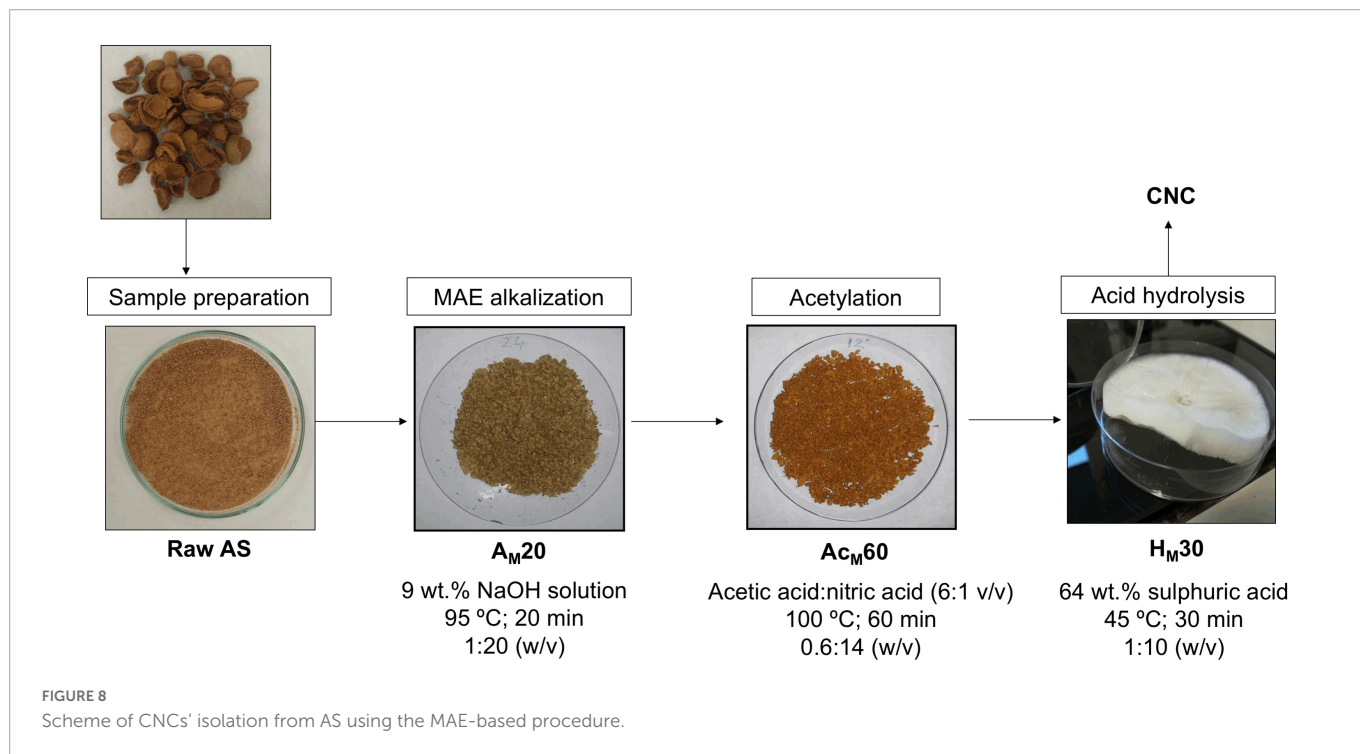 CNC
Sample preparation
MAE alkalization
Acetylation
Acid hydrolysis
24
12
Raw AS
A_M20
Ac_M60
H_M30
9 wt.% NaOH solution
95 ºC; 20 min
1:20 (w/v)
Acetic acid:nitric acid (6:1 v/v)
100 ºC; 60 min
0.6:14 (w/v)
64 wt.% sulphuric acid
45 ºC; 30 min
1:10 (w/v)
FIGURE 8
Scheme of CNCs’ isolation from AS using the MAE-based procedure.